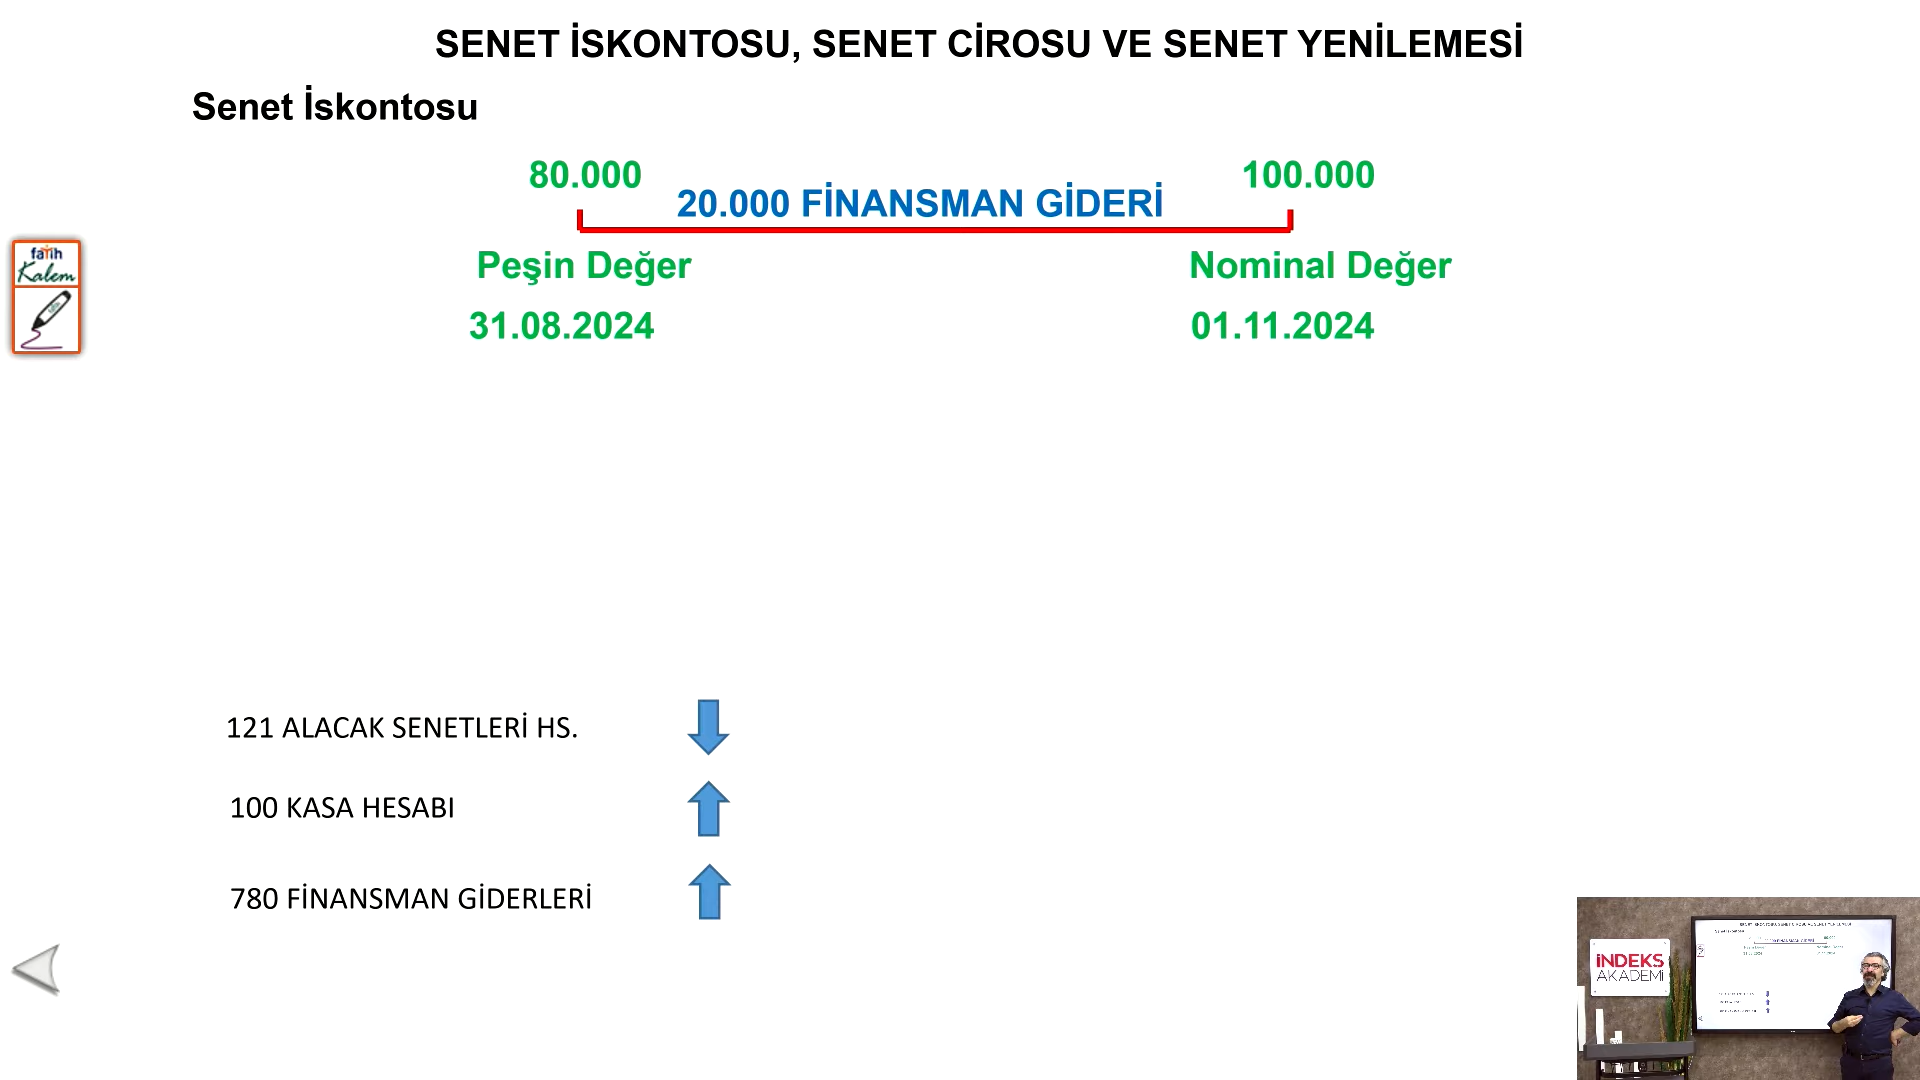 SENET İSKONTOSU, SENET CİROSU VE SENET YENİLEMESİ
Senet İskontosu
80.000
20.000 FİNANSMAN GİDERİ
100.000
Peşin Değer
Nominal Değer
31.08.2024
01.11.2024
fatih
Kalem
121 ALACAK SENETLERİ HS.
100 KASA HESABI
780 FİNANSMAN GİDERLERİ
İNDEKS
AKADEMİ